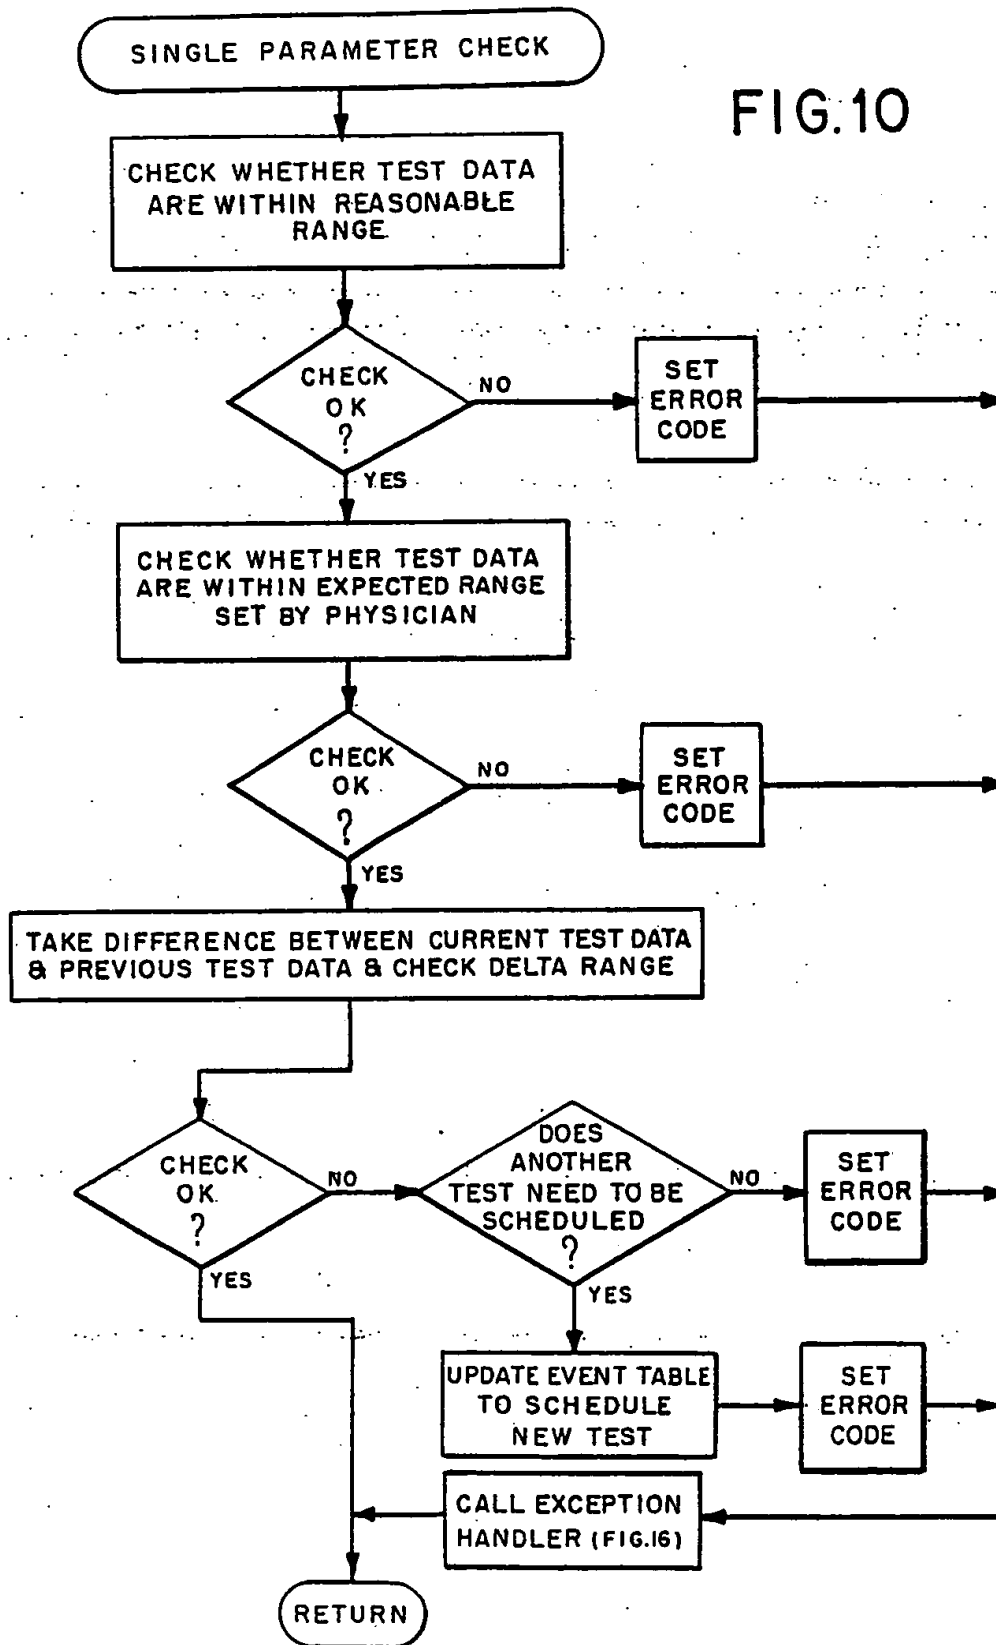 SINGLE PARAMETER CHECK
FIG.10
CHECK WHETHER TEST DATA
ARE WITHIN REASONABLE
RANGE
CHECK
OK
?
NO
SET
ERROR
CODE
YES
CHECK WHETHER TEST DATA
ARE WITHIN EXPECTED RANGE
SET BY PHYSICIAN
CHECK
OK
?
NO
SET
ERROR
CODE
YES
TAKE DIFFERENCE BETWEEN CURRENT TEST DATA
& PREVIOUS TEST DATA & CHECK DELTA RANGE
CHECK
OK
?
NO
YES
DOES
ANOTHER
TEST NEED TO BE
SCHEDULED
?
NO
SET
ERROR
CODE
YES
UPDATE EVENT TABLE
TO SCHEDULE
NEW TEST
SET
ERROR
CODE
CALL EXCEPTION
HANDLER (FIG.16)
RETURN